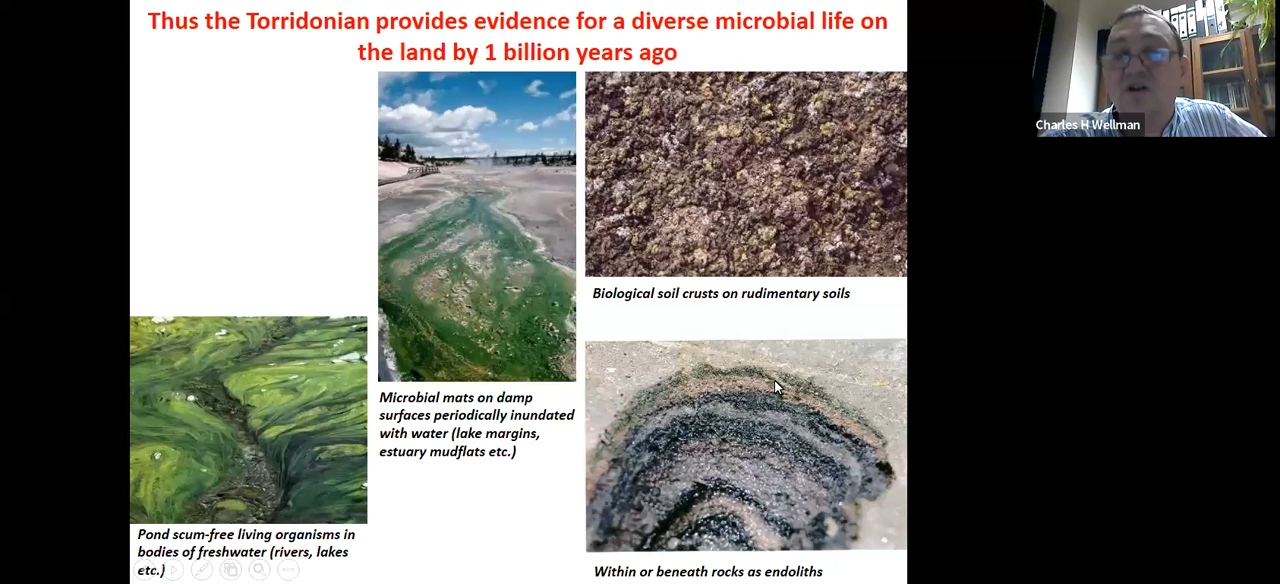 Thus the Torridonian provides evidence for a diverse microbial life on
the land by 1 billion years ago
Charles H Wellman
Biological soil crusts on rudimentary soils
Microbial mats on damp
surfaces periodically inundated
with water (lake margins,
estuary mudflats etc.)
Pond scum-free living organisms in
bodies of freshwater (rivers, lakes
etc.)
Within or beneath rocks as endoliths